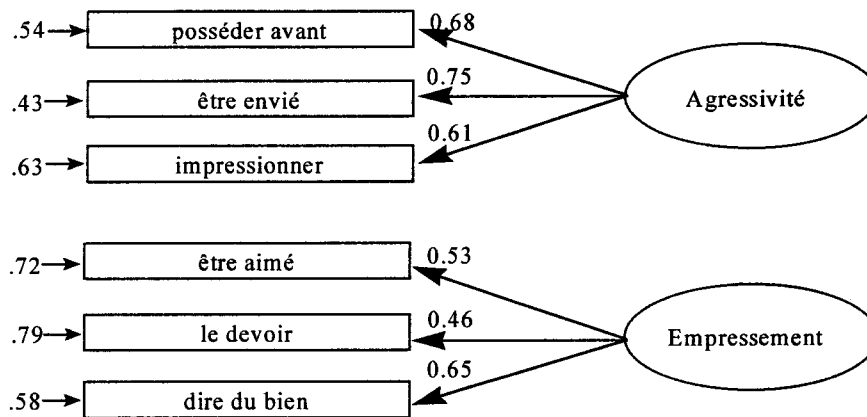 .54 posséder avant 0.68
.43 être envié 0.75 Agressivité
.63 impressionner 0.61
.72 être aimé 0.53
.79 le devoir 0.46 Empressement
.58 dire du bien 0.65